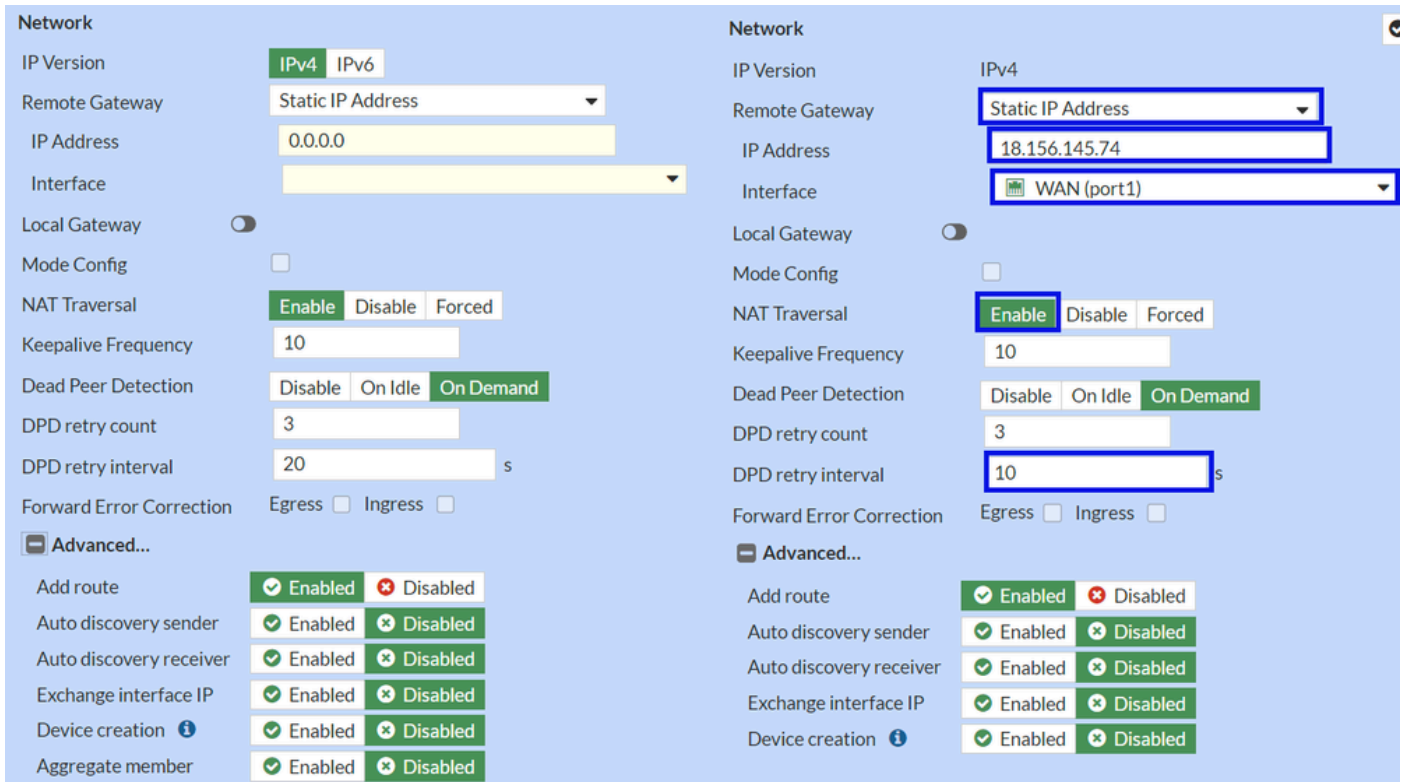 Network
IP Version IPv4 IPv6
Remote Gateway Static IP Address
IP Address 0.0.0.0
Interface
Local Gateway
Mode Config
NAT Traversal Enable Disable Forced
Keepalive Frequency 10
Dead Peer Detection Disable On Idle On Demand
DPD retry count 3
DPD retry interval 20 s
Forward Error Correction Egress Ingress
Advanced...
Add route Enabled Disabled
Auto discovery sender Enabled Disabled
Auto discovery receiver Enabled Disabled
Exchange interface IP Enabled Disabled
Device creation Enabled Disabled
Aggregate member Enabled Disabled
Network
IP Version IPv4
Remote Gateway Static IP Address
IP Address 18.156.145.74
Interface WAN (port1)
Local Gateway
Mode Config
NAT Traversal Enable Disable Forced
Keepalive Frequency 10
Dead Peer Detection Disable On Idle On Demand
DPD retry count 3
DPD retry interval 10 s
Forward Error Correction Egress Ingress
Advanced...
Add route Enabled Disabled
Auto discovery sender Enabled Disabled
Auto discovery receiver Enabled Disabled
Exchange interface IP Enabled Disabled
Device creation Enabled Disabled